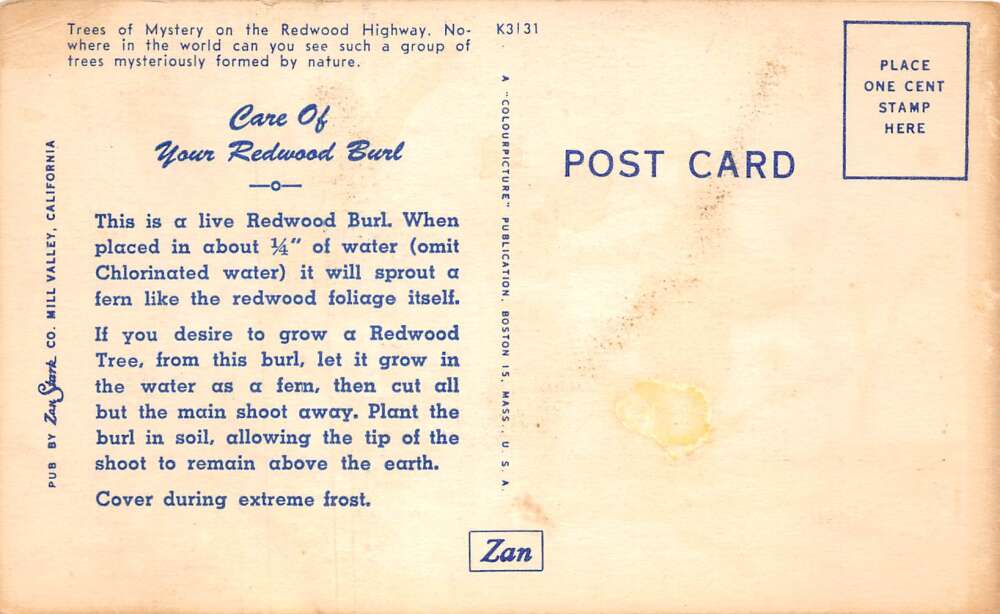 Trees of Mystery on the Redwood Highway. No-
where in the world can you see such a group of
trees mysteriously formed by nature.
K3131
PLACE
ONE CENT
STAMP
HERE
Care Of
Your Redwood Burl
This is a live Redwood Burl. When
placed in about ¼" of water (omit
Chlorinated water) it will sprout a
fern like the redwood foliage itself.
If you desire to grow a Redwood
Tree, from this burl, let it grow in
the water as a fern, then cut all
but the main shoot away. Plant the
burl in soil, allowing the tip of the
shoot to remain above the earth.
Cover during extreme frost.
PUB BY Zan Stark CO. MILL VALLEY, CALIFORNIA
A "COLOURPICTURE" PUBLICATION, BOSTON 15, MASS., U. S. A.
POST CARD
Zan